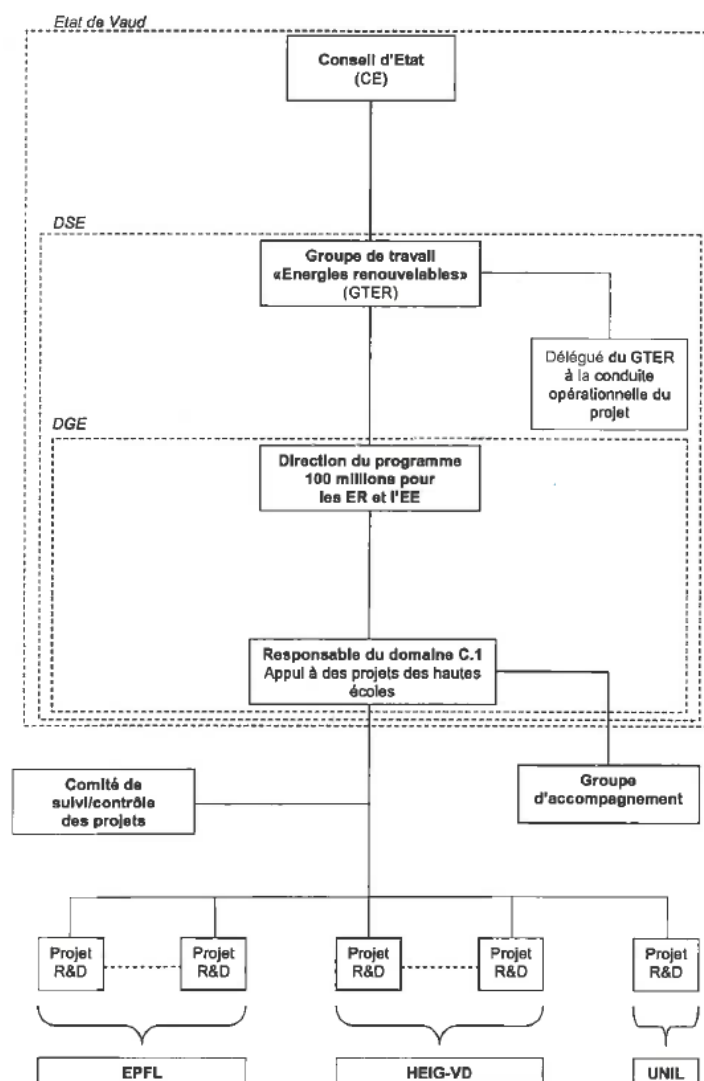 Etat de Vaud
Conseil d'Etat
(CE)
DSE
Groupe de travail
«Energies renouvelables»
(GTER)
Délégué du GTER
à la conduite
opérationnelle du
projet
DGE
Direction du programme
100 millions pour
les ER et l'EE
Responsable du domaine C.1
Appui à des projets des hautes
écoles
Comité de
suivi/contrôle
des projets
Groupe
d'accompagnement
Projet
R&D
Projet
R&D
Projet
R&D
Projet
R&D
Projet
R&D
EPFL
HEIG-VD
UNIL